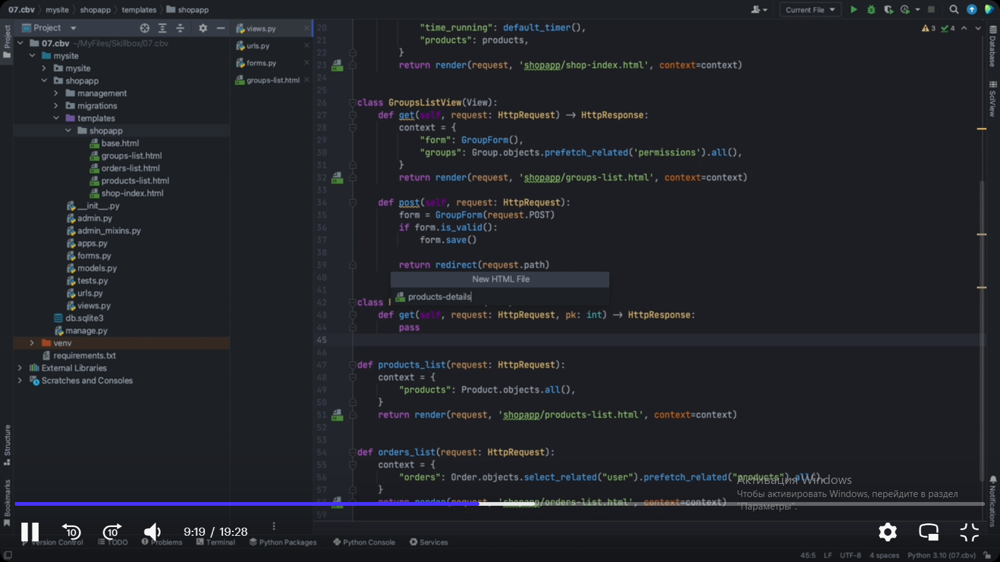 07.cbv mysite shopapp templates shopapp
Current File
Project
07.cbv ~/MyFiles/Skillbox/07.cbv
mysite
mysite
shopapp
management
migrations
templates
shopapp
base.html
groups-list.html
orders-list.html
products-list.html
shop-index.html
__init__.py
admin.py
admin_mixins.py
apps.py
forms.py
models.py
tests.py
urls.py
views.py
db.sqlite3
manage.py
venv
requirements.txt
External Libraries
Scratches and Consoles
Project
Structure
Bookmarks
views.py
urls.py
forms.py
groups-list.html
3 4
20 "time_running": default_timer(),
21 "products": products,
22 }
23 return render(request, 'shopapp/shop-index.html', context=context)
24
25
26 class GroupsListView(View):
27 def get(self, request: HttpRequest) -> HttpResponse:
28 context = {
29 "form": GroupForm(),
30 "groups": Group.objects.prefetch_related('permissions').all(),
31 }
32 return render(request, 'shopapp/groups-list.html', context=context)
33
34 def post(self, request: HttpRequest):
35 form = GroupForm(request.POST)
36 if form.is_valid():
37 form.save()
38
39 return redirect(request.path)
40
New HTML File
41
products-details
42 class
43 def get(self, request: HttpRequest, pk: int) -> HttpResponse:
44 pass
45
46
47 def products_list(request: HttpRequest):
48 context = {
49 "products": Product.objects.all(),
50 }
51 return render(request, 'shopapp/products-list.html', context=context)
52
53
54 def orders_list(request: HttpRequest):
55 context = {
56 "orders": Order.objects.select_related("user").prefetch_related("products").all(),
57 }
58 return render(request, 'shopapp/orders-list.html', context=context)
59
Database
SciView
Notifications
Активация Windows
Чтобы активировать Windows, перейдите в раздел
"Параметры".
10 10 9:19 / 19:28
Version Control TODO Problems Terminal Python Packages Python Console Services
45:5 LF UTF-8 4 spaces Python 3.10 (07.cbv)